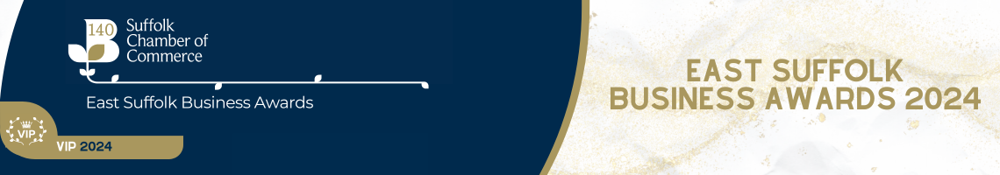 140
Suffolk
Chamber of
Commerce
East Suffolk Business Awards
VIP
VIP 2024
EAST SUFFOLK
BUSINESS AWARDS 2024